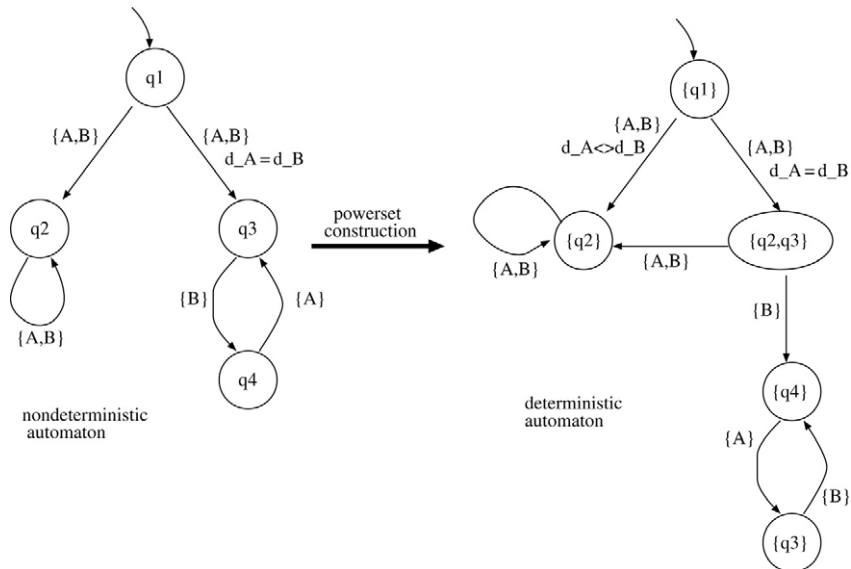 q1
{A,B}
{A,B}
d_A = d_B
q2
q3
{B}
{A}
{A,B}
q4
nondeterministic
automaton
powerset
construction
{q1}
{A,B}
d_A<>d_B
{A,B}
d_A = d_B
{q2}
{q2,q3}
{A,B}
{A,B}
{B}
{q4}
deterministic
automaton
{A}
{B}
{q3}